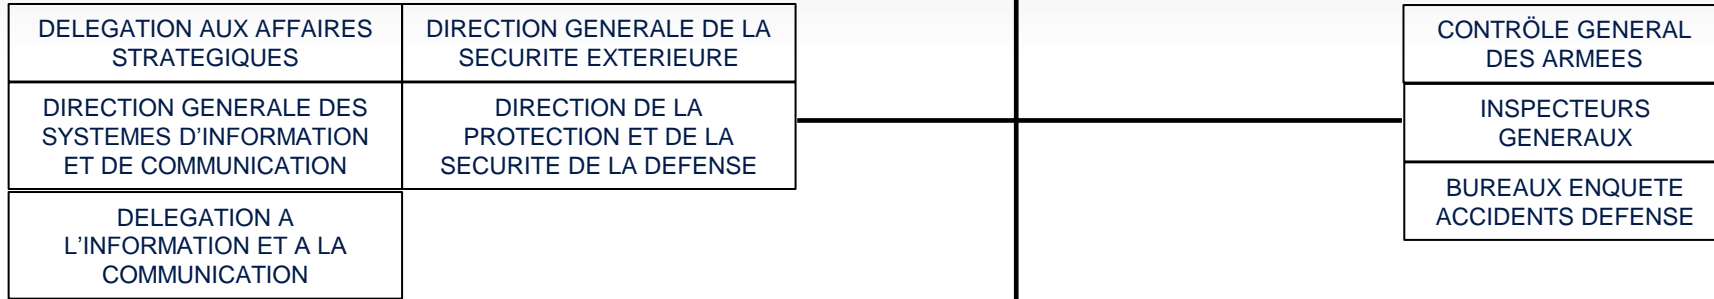 DELEGATION AUX AFFAIRES
STRATEGIQUES
DIRECTION GENERALE DE LA
SECURITE EXTERIEURE
CONTRÖLE GENERAL
DES ARMEES
DIRECTION GENERALE DES
SYSTEMES D'INFORMATION
ET DE COMMUNICATION
DIRECTION DE LA
PROTECTION ET DE LA
SECURITE DE LA DEFENSE
INSPECTEURS
GENERAUX
BUREAUX ENQUETE
ACCIDENTS DEFENSE
DELEGATION A
L'INFORMATION ET A LA
COMMUNICATION